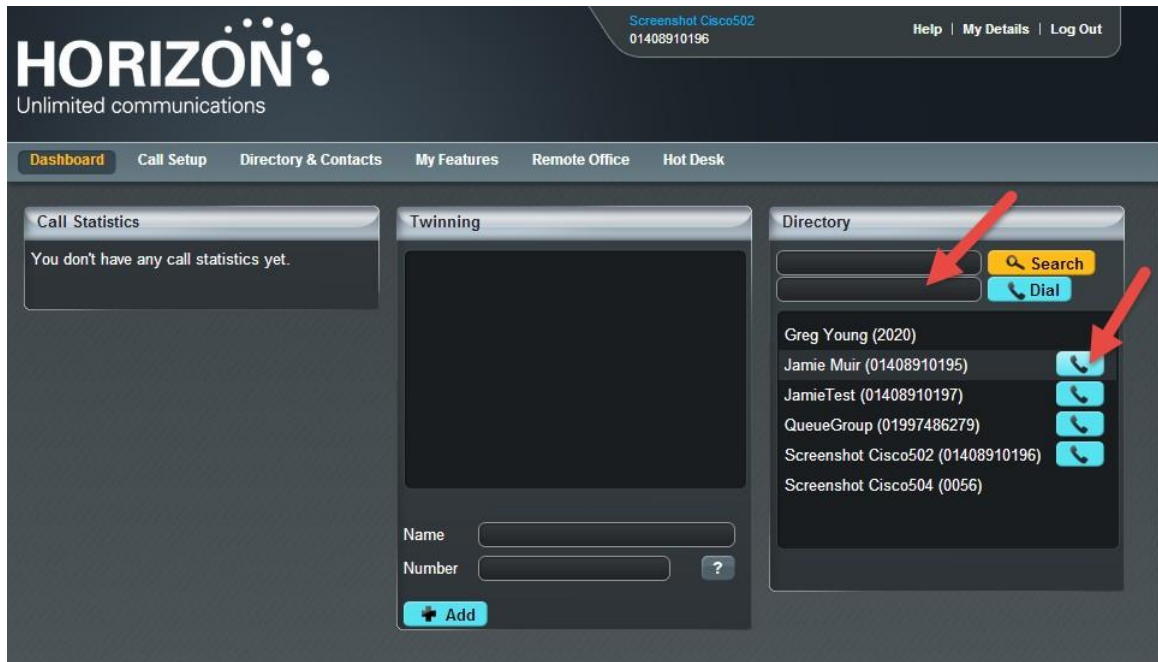 HORIZON
Unlimited communications
Screenshot Cisco502
01408910196
Help | My Details | Log Out
Dashboard Call Setup Directory & Contacts My Features Remote Office Hot Desk
Call Statistics
You don't have any call statistics yet.
Twinning
Name
Number ?
Add
Directory
Search
Dial
Greg Young (2020)
Jamie Muir (01408910195)
JamieTest (01408910197)
QueueGroup (01997486279)
Screenshot Cisco502 (01408910196)
Screenshot Cisco504 (0056)